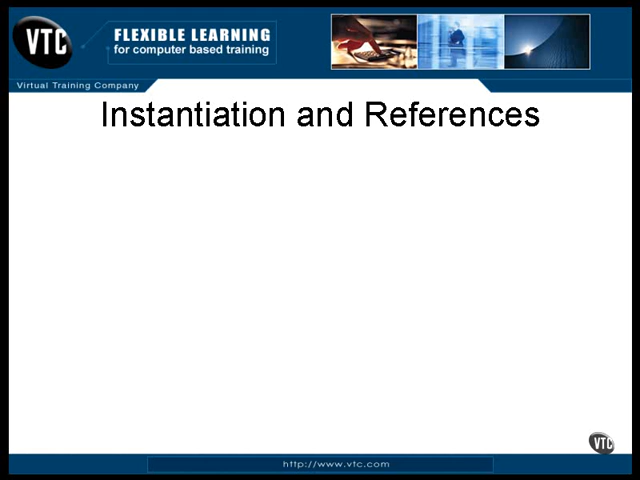 VTC
FLEXIBLE LEARNING
for computer based training
Virtual Training Company
Instantiation and References
VTC
http://www.vtc.com